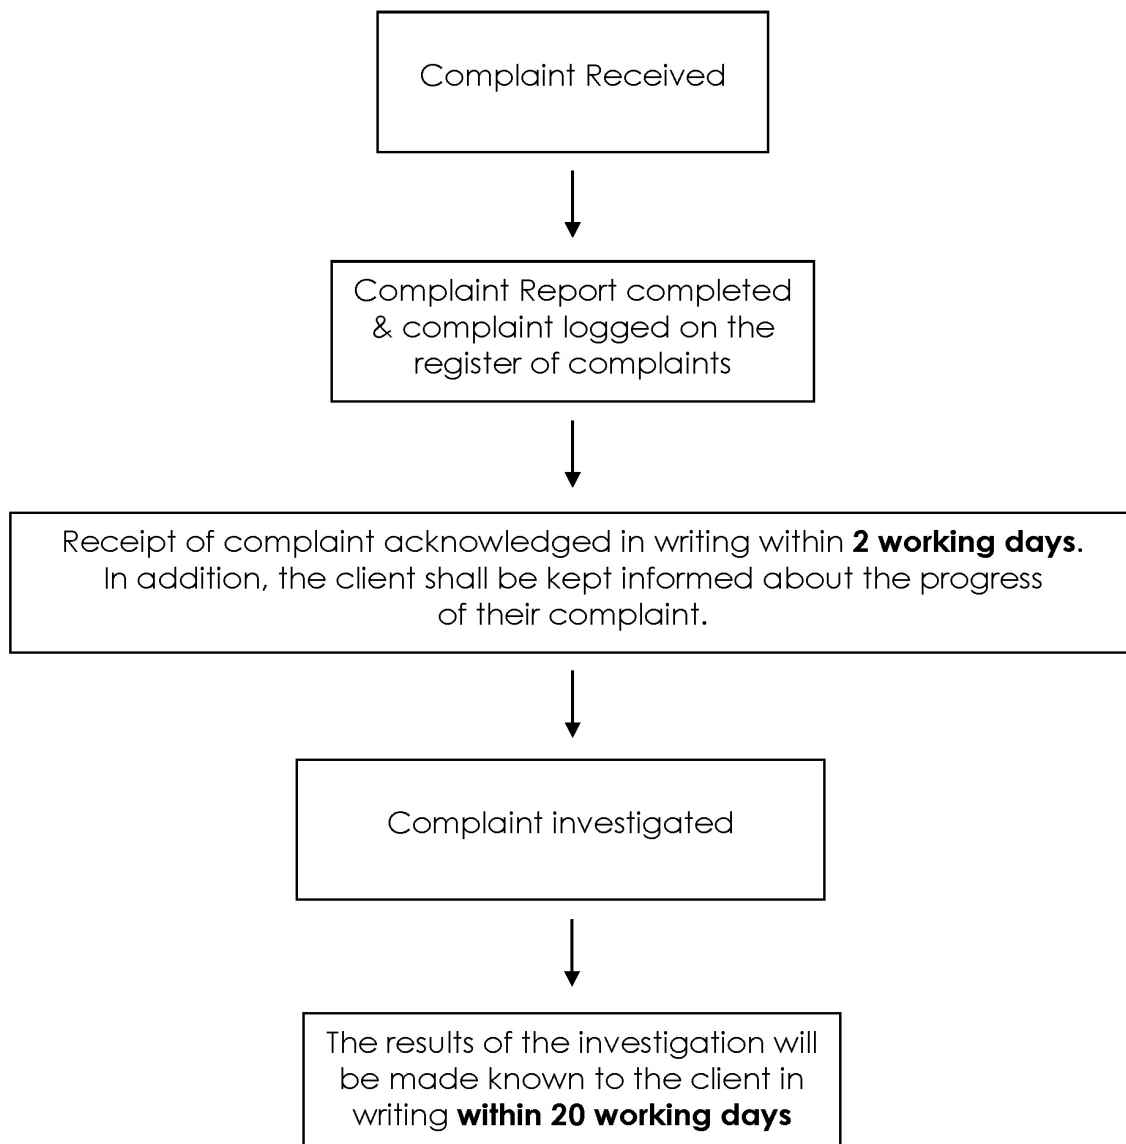 Complaint Received
Complaint Report completed
& complaint logged on the
register of complaints
Receipt of complaint acknowledged in writing within 2 working days.
In addition, the client shall be kept informed about the progress
of their complaint.
Complaint investigated
The results of the investigation will
be made known to the client in
writing within 20 working days